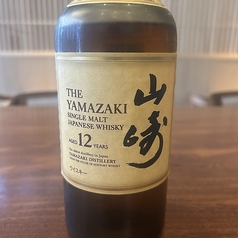 THE
YAMAZAKI
SINGLE MALT
JAPANESE WHISKY
AGED 12 YEARS
YAMAZAKI DISTILLERY
ウイスキー
山崎